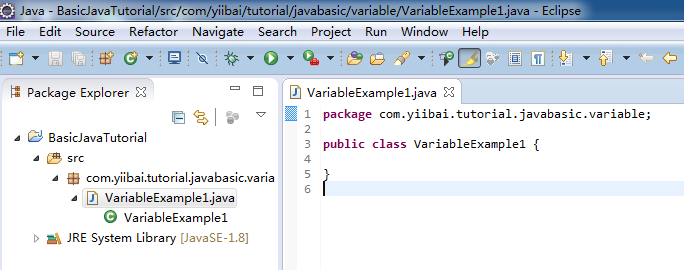 Java - BasicJavaTutorial/src/com/yiibai/tutorial/javabasic/variable/VariableExample1.java - Eclipse
File Edit Source Refactor Navigate Search Project Run Window Help
Package Explorer
BasicJavaTutorial
src
com.yiibai.tutorial.javabasic.varia
VariableExample1.java
VariableExample1
JRE System Library [JavaSE-1.8]
VariableExample1.java
1 package com.yiibai.tutorial.javabasic.variable;
2
3 public class VariableExample1 {
4
5 }
6